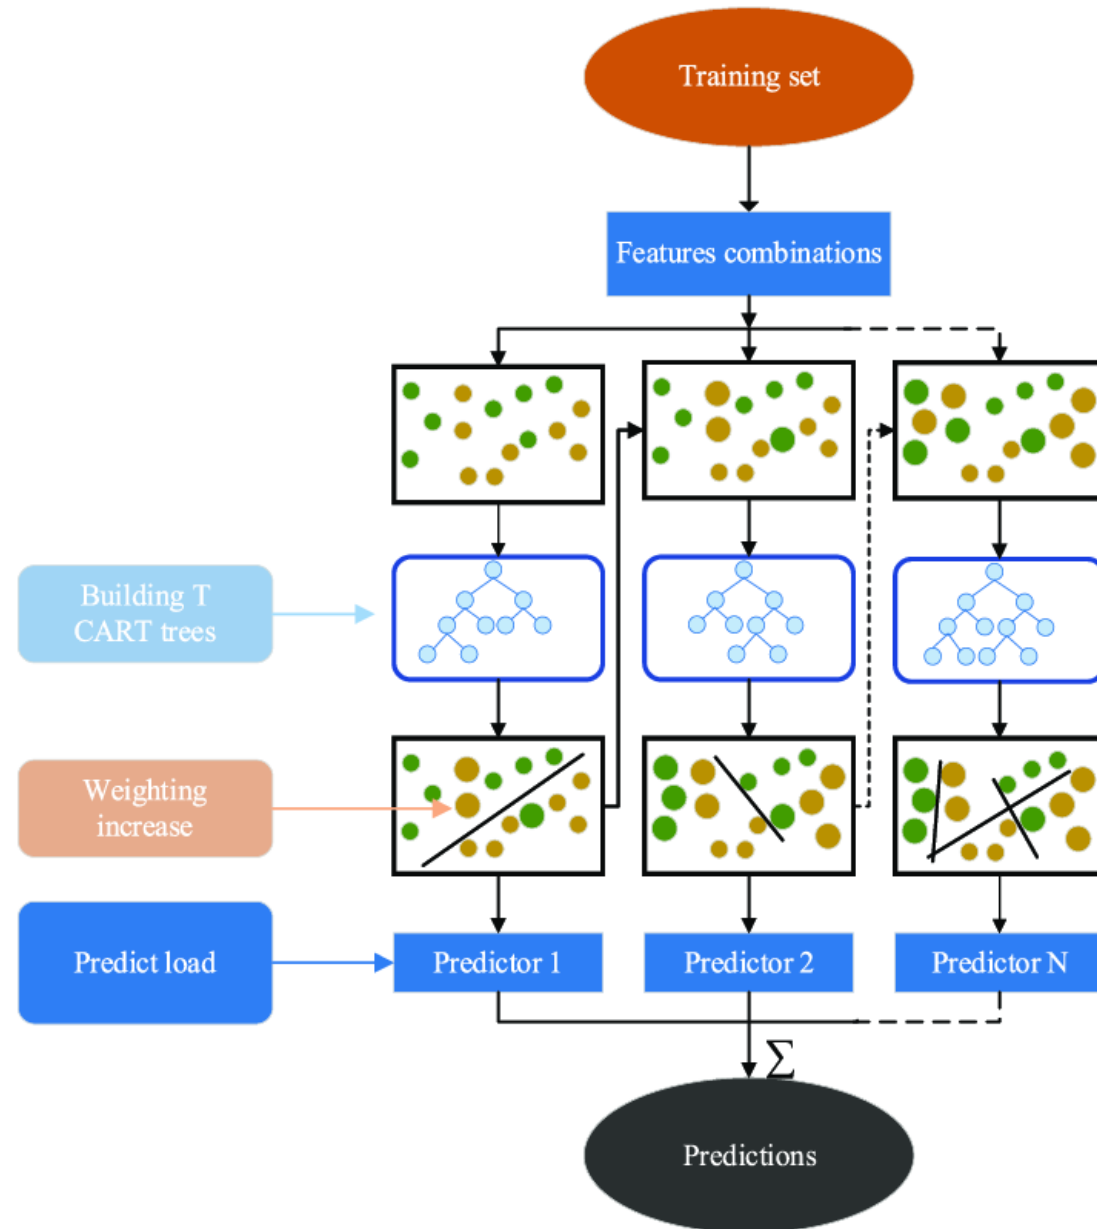 Training set
Features combinations
Building T
CART trees
Weighting
increase
Predict load
Predictor 1
Predictor 2
Predictor N
Σ
Predictions